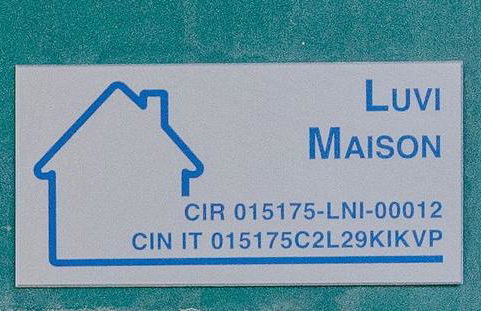 LUVI
MAISON
CIR 015175-LNI-00012
CIN IT 015175C2L29KIKVP